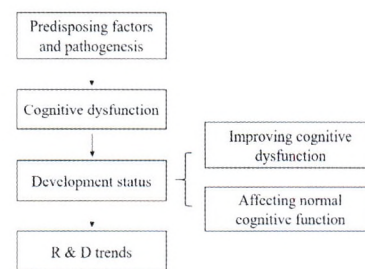 Predisposing factors
and pathogenesis
Cognitive dysfunction
Development status
Improving cognitive
dysfunction
Affecting normal
cognitive function
R & D trends